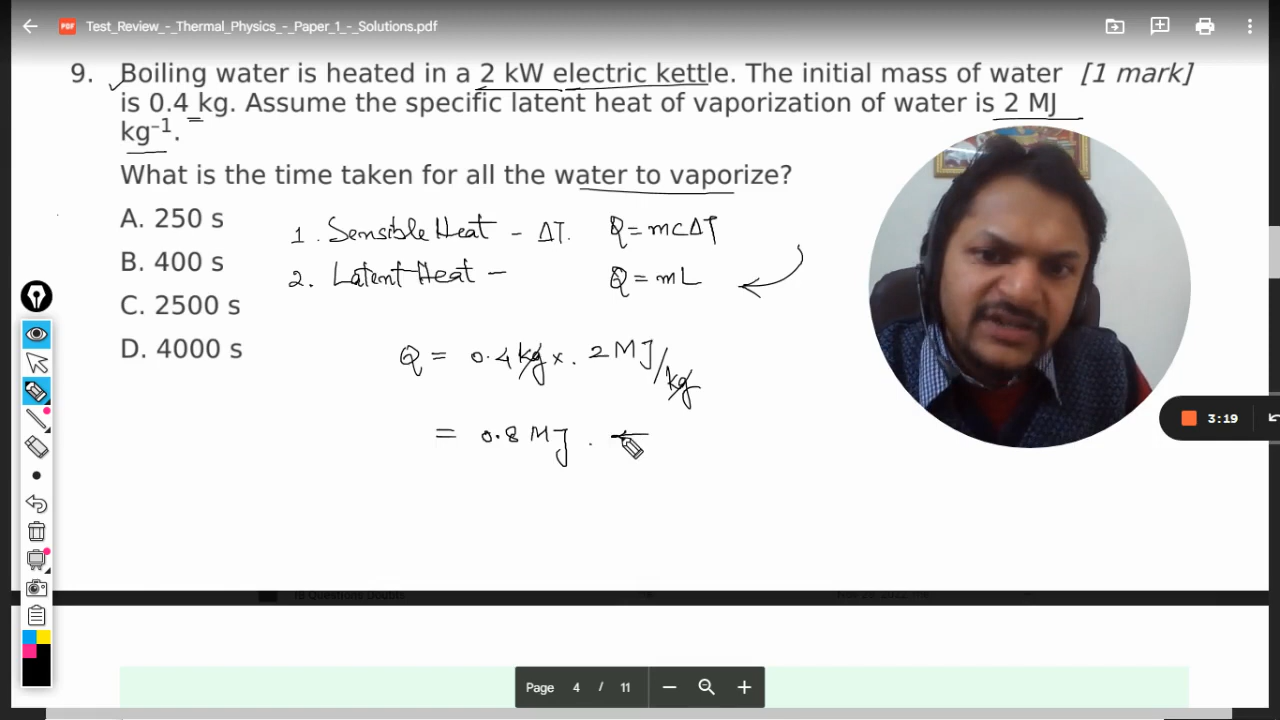 Test_Review_-_Thermal_Physics_-_Paper_1_-_Solutions.pdf
9. Boiling water is heated in a 2 kW electric kettle. The initial mass of water [1 mark]
is 0.4 kg. Assume the specific latent heat of vaporization of water is 2 MJ
kg⁻¹.
What is the time taken for all the water to vaporize?
A. 250 s
B. 400 s
C. 2500 s
D. 4000 s
1. Sensible Heat – ΔT. Q = mcΔT
2. Latent Heat – Q = mL
Q = 0.4 kg × . 2 MJ/kg
= 0.8 MJ .
3:19
18 Questions Doubts
Page 4 / 11